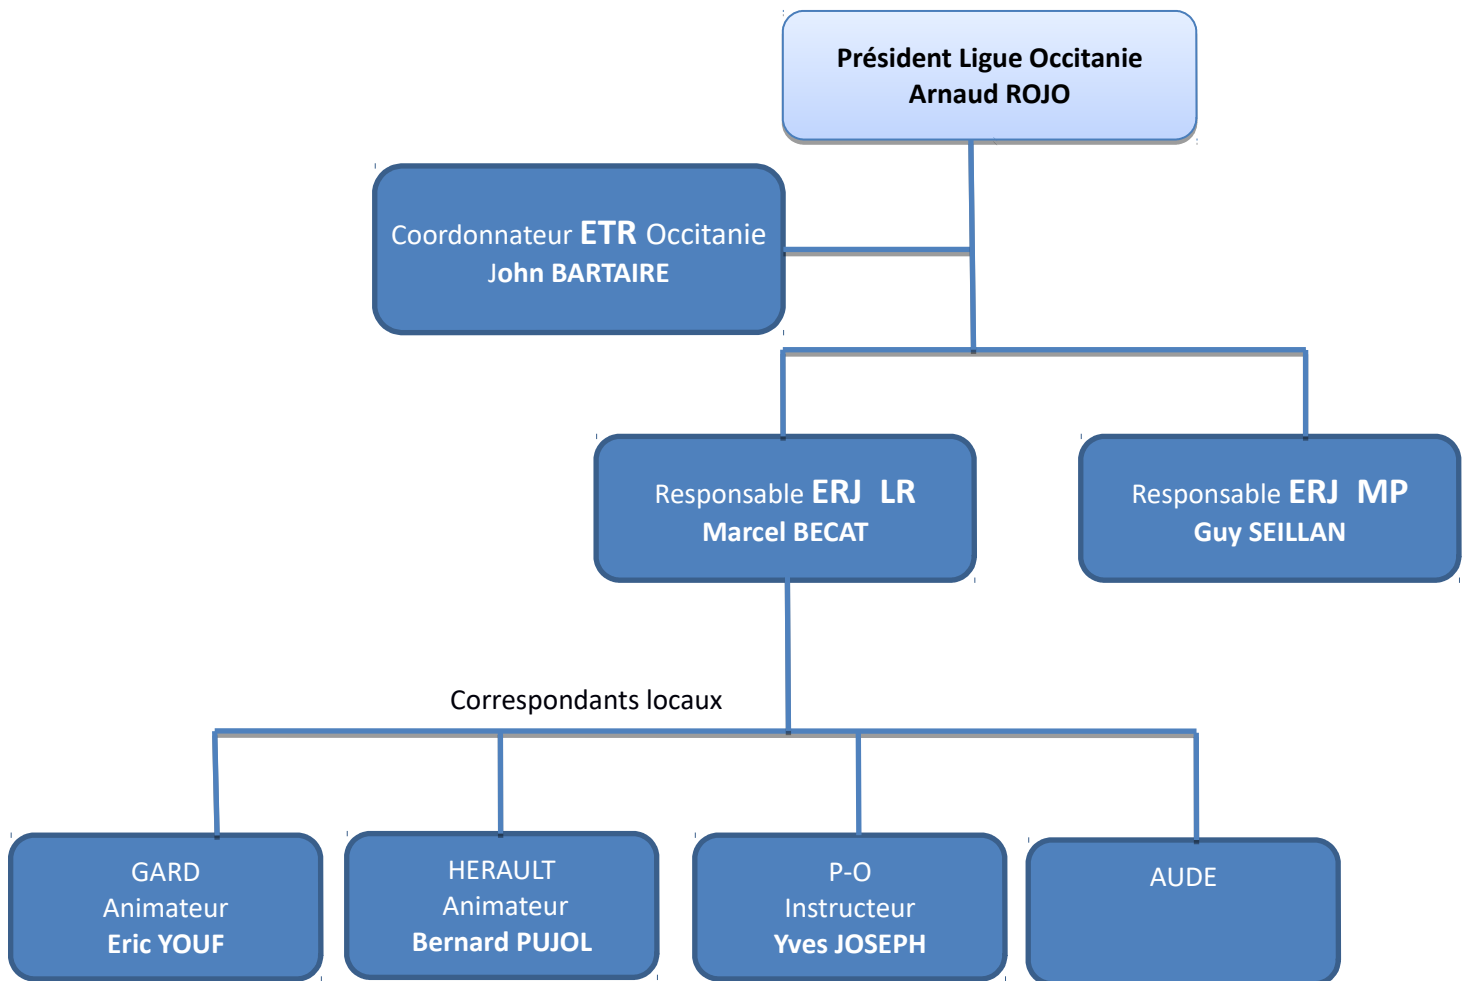 Président Ligue Occitanie
Arnaud ROJO
Coordonnateur ETR Occitanie
John BARTAIRE
Responsable ERJ LR
Marcel BECAT
Responsable ERJ MP
Guy SEILLAN
Correspondants locaux
GARD
Animateur
Eric YOUF
HERAULT
Animateur
Bernard PUJOL
P-O
Instructeur
Yves JOSEPH
AUDE